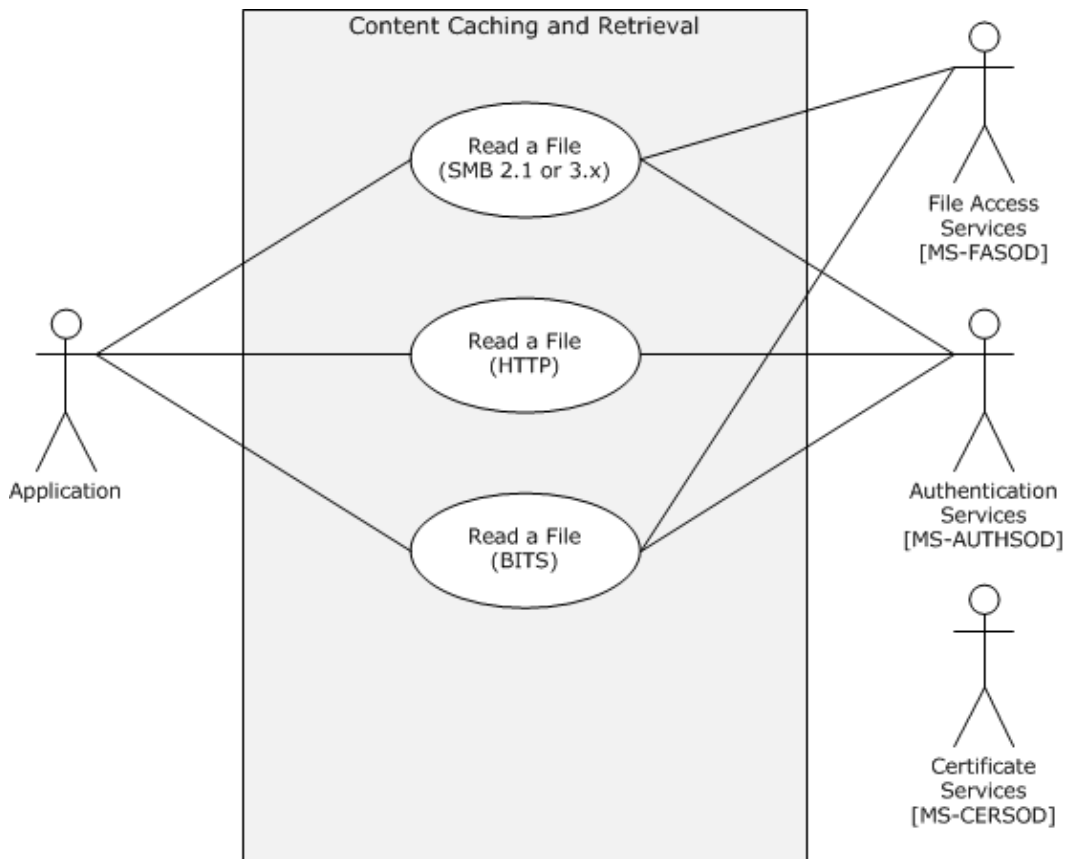 Content Caching and Retrieval
Read a File
(SMB 2.1 or 3.x)
File Access
Services
[MS-FASOD]
Read a File
(HTTP)
Application
Authentication
Services
[MS-AUTHSOD]
Read a File
(BITS)
Certificate
Services
[MS-CERSOD]